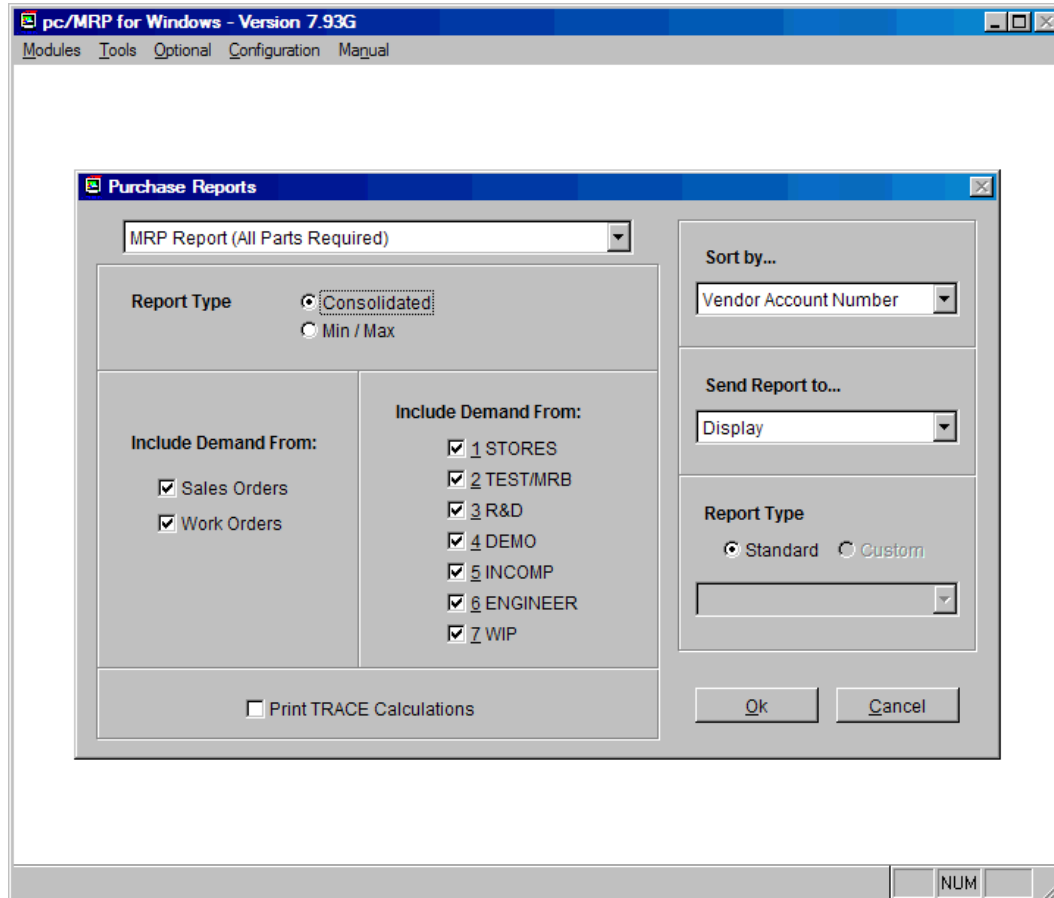 pc/MRP for Windows - Version 7.93G
Modules Tools Optional Configuration Manual
Purchase Reports
MRP Report (All Parts Required)
Report Type
Consolidated
Min / Max
Include Demand From:
Sales Orders
Work Orders
Include Demand From:
1 STORES
2 TEST/MRB
3 R&D
4 DEMO
5 INCOMP
6 ENGINEER
7 WIP
Print TRACE Calculations
Sort by...
Vendor Account Number
Send Report to...
Display
Report Type
Standard Custom
Ok Cancel
NUM